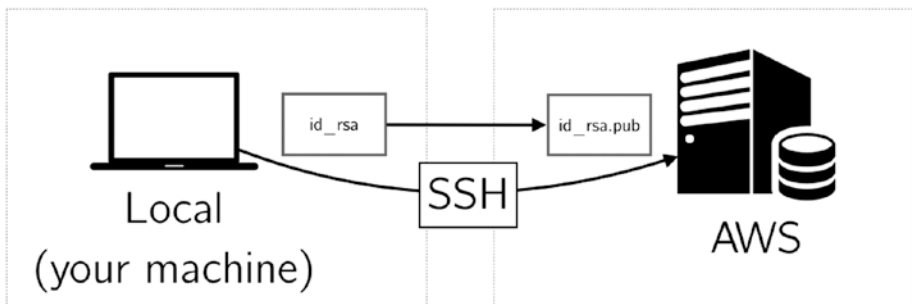 id_rsa
id_rsa.pub
SSH
Local
(your machine)
AWS